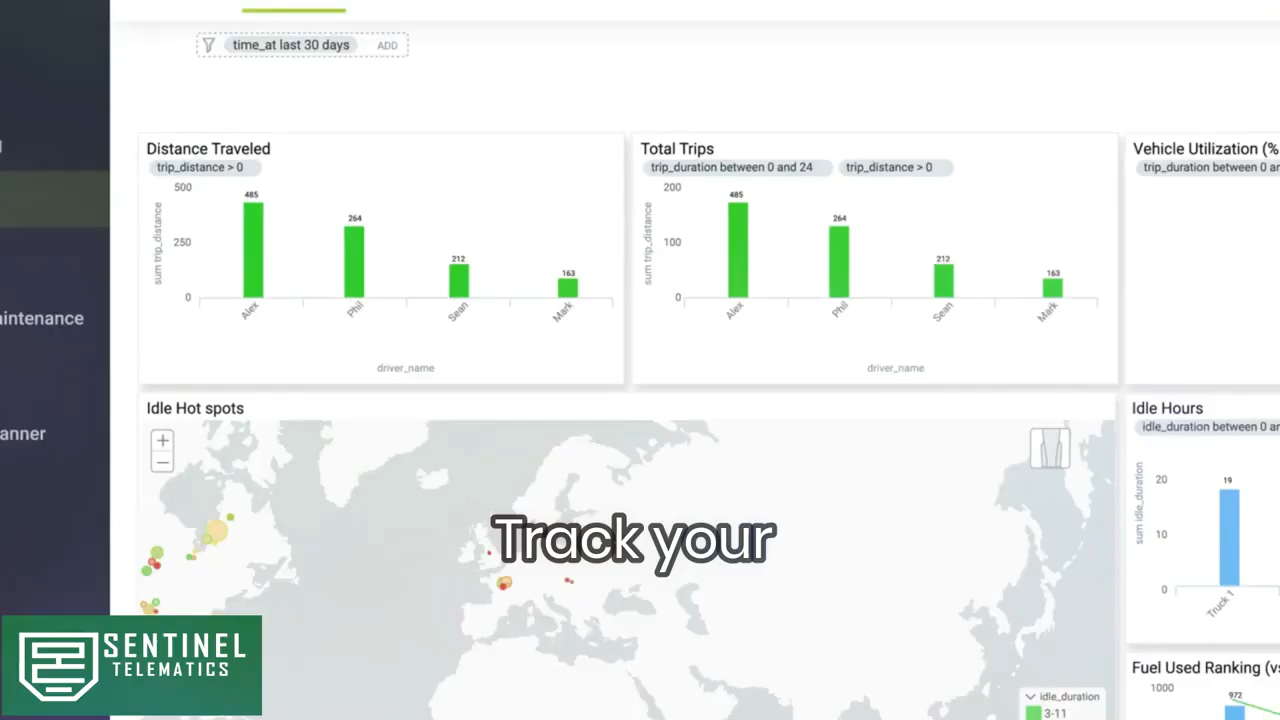 time_at last 30 days ADD
Distance Traveled
trip_distance > 0
500
250
0
sum trip_distance
485
264
212
163
Alex
Phil
Sean
Mark
driver_name
Total Trips
trip_duration between 0 and 24
trip_distance > 0
200
100
0
sum trip_distance
485
264
212
163
Alex
Phil
Sean
Mark
driver_name
Vehicle Utilization (%
trip_duration between 0 an
aintenance
anner
Idle Hot spots
+
−
Track your
idle_duration
3-11
Idle Hours
idle_duration between 0 an
20
10
0
sum idle_duration
19
Truck 1
Fuel Used Ranking (vs
1000
972
SENTINEL
TELEMATICS